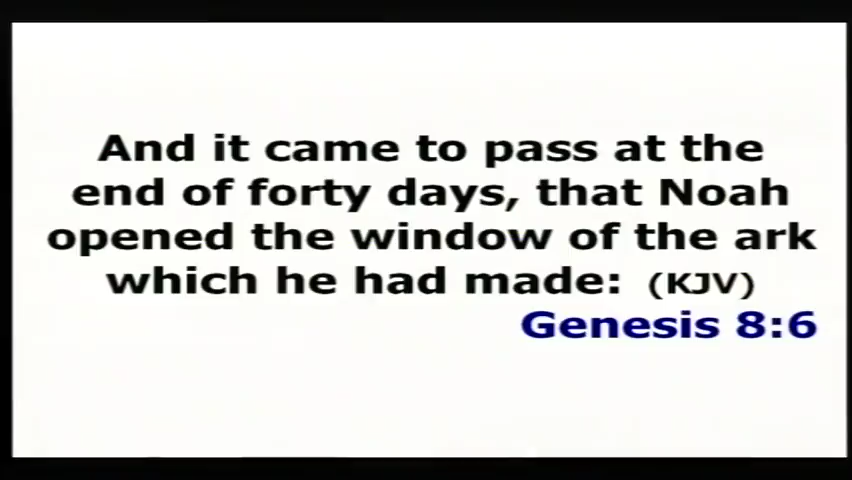 And it came to pass at the
end of forty days, that Noah
opened the window of the ark
which he had made: (KJV)
Genesis 8:6